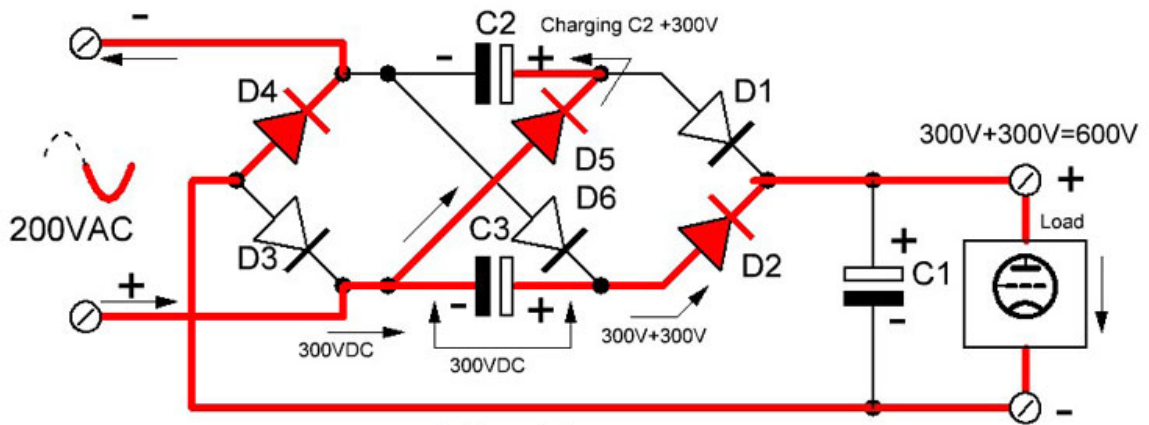 -
C2
Charging C2 +300V
- +
D4
D1
300V+300V=600V
D5
+
200VAC
D6
Load
D3
C3
D2
+
C1
+
- +
-
300VDC
300VDC
300V+300V
-